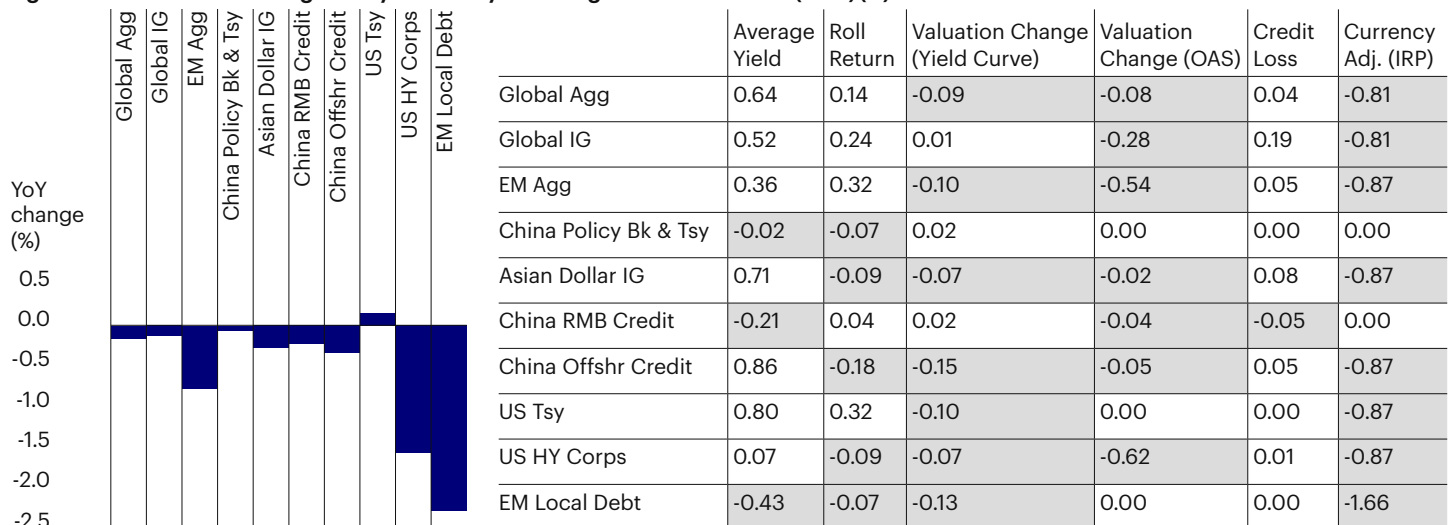 Global Agg
Global IG
EM Agg
China Policy Bk & Tsy
Asian Dollar IG
China RMB Credit
China Offshr Credit
US Tsy
US HY Corps
EM Local Debt
YoY
change
(%)
0.5
0.0
-0.5
-1.0
-1.5
-2.0
-2.5
Average Yield Roll Return Valuation Change (Yield Curve) Valuation Change (OAS) Credit Loss Currency Adj. (IRP)
Global Agg 0.64 0.14 -0.09 -0.08 0.04 -0.81
Global IG 0.52 0.24 0.01 -0.28 0.19 -0.81
EM Agg 0.36 0.32 -0.10 -0.54 0.05 -0.87
China Policy Bk & Tsy -0.02 -0.07 0.02 0.00 0.00 0.00
Asian Dollar IG 0.71 -0.09 -0.07 -0.02 0.08 -0.87
China RMB Credit -0.21 0.04 0.02 -0.04 -0.05 0.00
China Offshr Credit 0.86 -0.18 -0.15 -0.05 0.05 -0.87
US Tsy 0.80 0.32 -0.10 0.00 0.00 -0.87
US HY Corps 0.07 -0.09 -0.07 -0.62 0.01 -0.87
EM Local Debt -0.43 -0.07 -0.13 0.00 0.00 -1.66